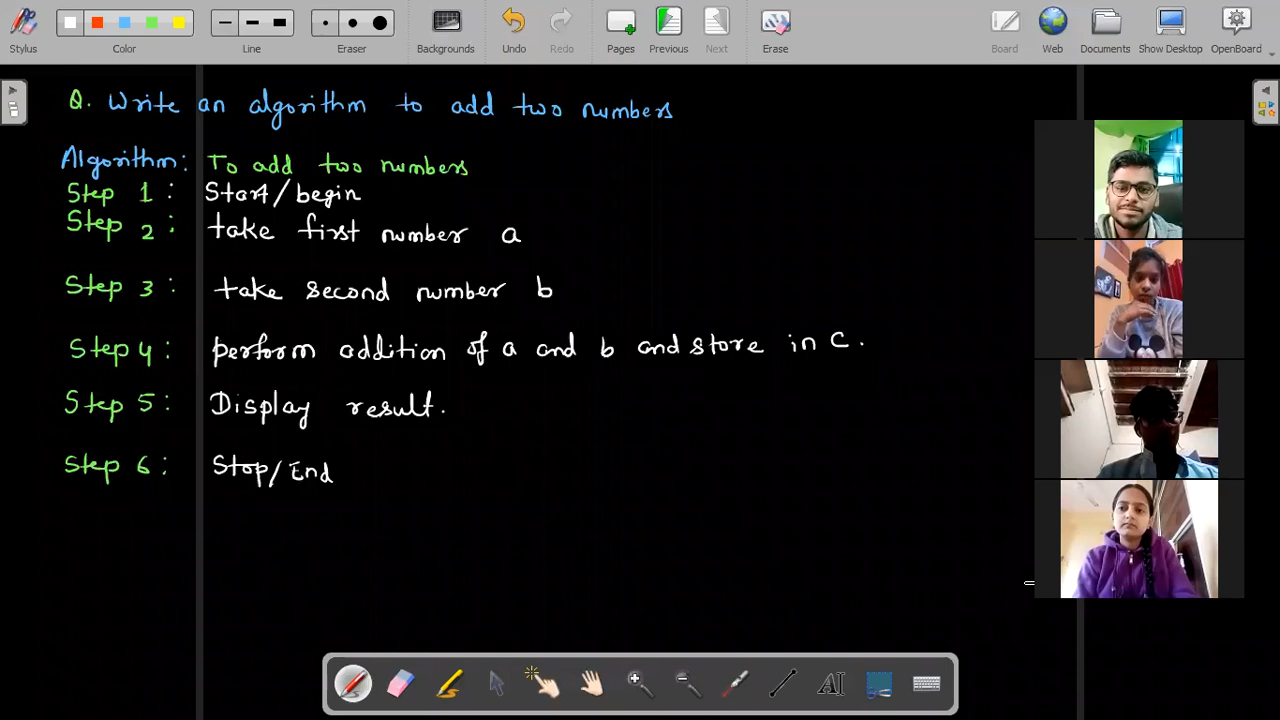 Stylus Color Line Eraser Backgrounds Undo Redo Pages Previous Next Erase Board Web Documents Show Desktop OpenBoard
Q. Write an algorithm to add two numbers
Algorithm: To add two numbers
Step 1: Start/begin
Step 2: take first number a
Step 3: take second number b
Step 4: perform addition of a and b and store in c.
Step 5: Display result.
Step 6: Stop/End
AI